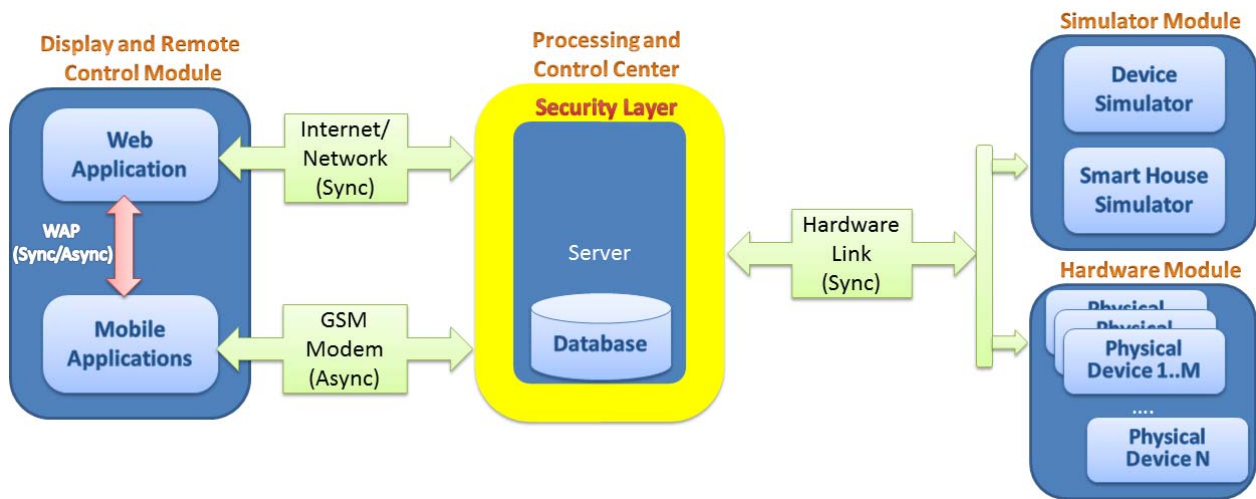 Display and Remote
Control Module
Web
Application
WAP
(Sync/Async)
Mobile
Applications
Internet/
Network
(Sync)
GSM
Modem
(Async)
Processing and
Control Center
Security Layer
Server
Database
Hardware
Link
(Sync)
Simulator Module
Device
Simulator
Smart House
Simulator
Hardware Module
Physical
Physical
Physical
Device 1..M
....
Physical
Device N